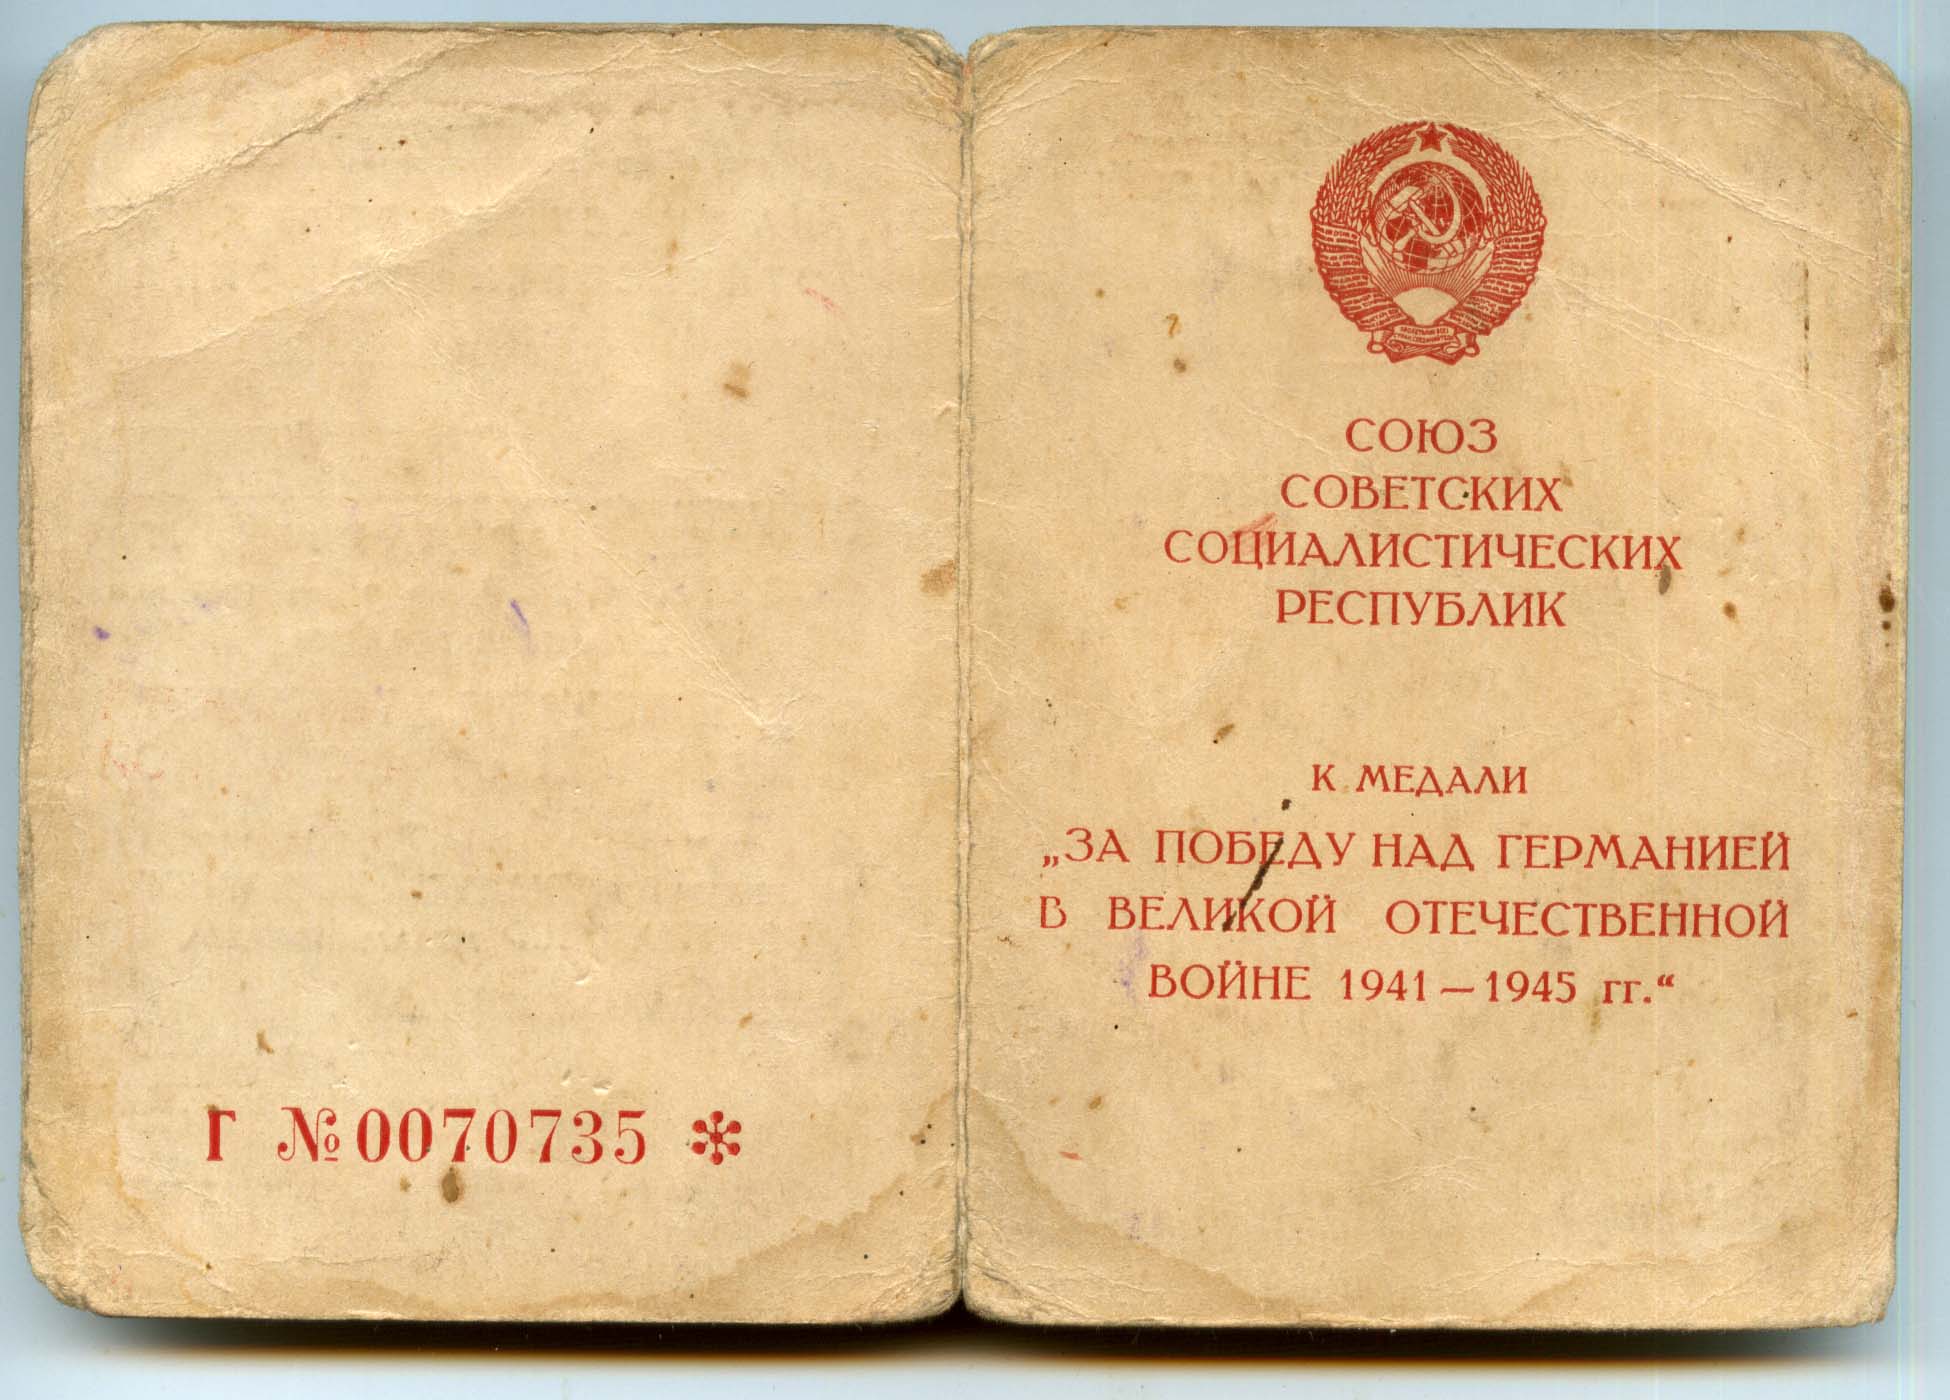 Г №0070735
СОЮЗ
СОВЕТСКИХ
СОЦИАЛИСТИЧЕСКИХ
РЕСПУБЛИК
К МЕДАЛИ
„ЗА ПОБЕДУ НАД ГЕРМАНИЕЙ
В ВЕЛИКОЙ ОТЕЧЕСТВЕННОЙ
ВОЙНЕ 1941—1945 гг.“